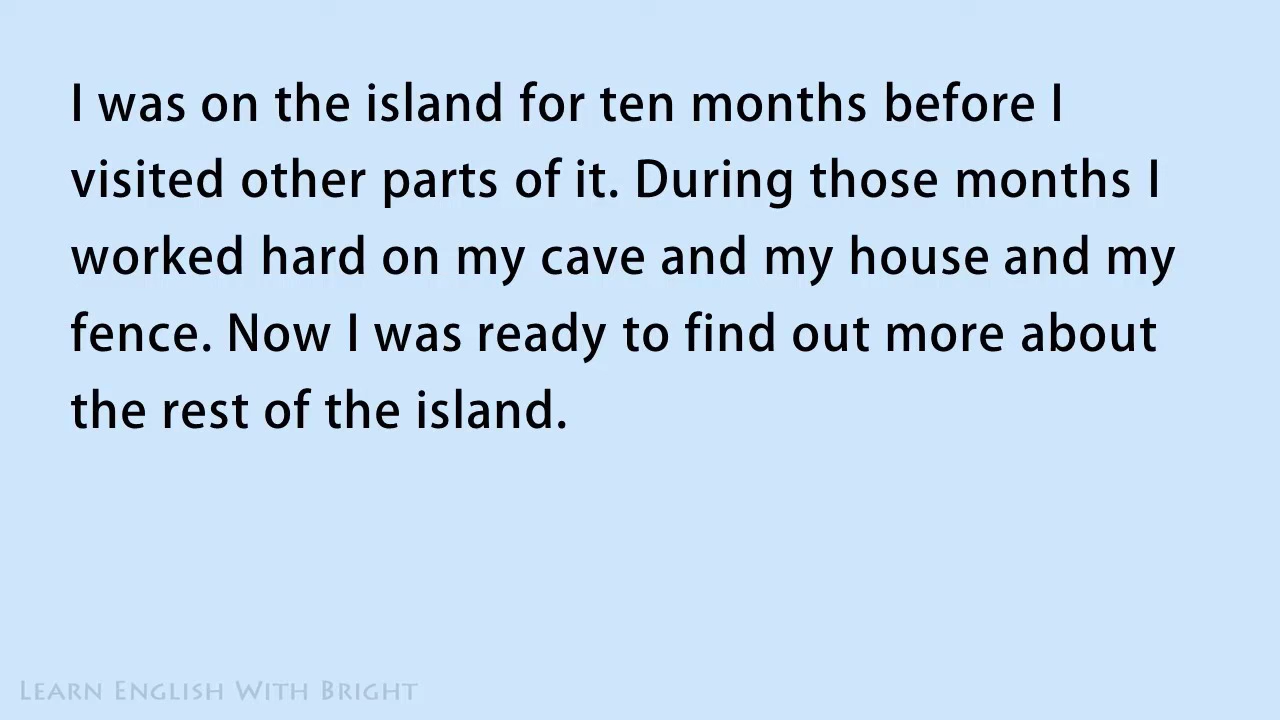 I was on the island for ten months before I
visited other parts of it. During those months I
worked hard on my cave and my house and my
fence. Now I was ready to find out more about
the rest of the island.
LEARN ENGLISH WITH BRIGHT